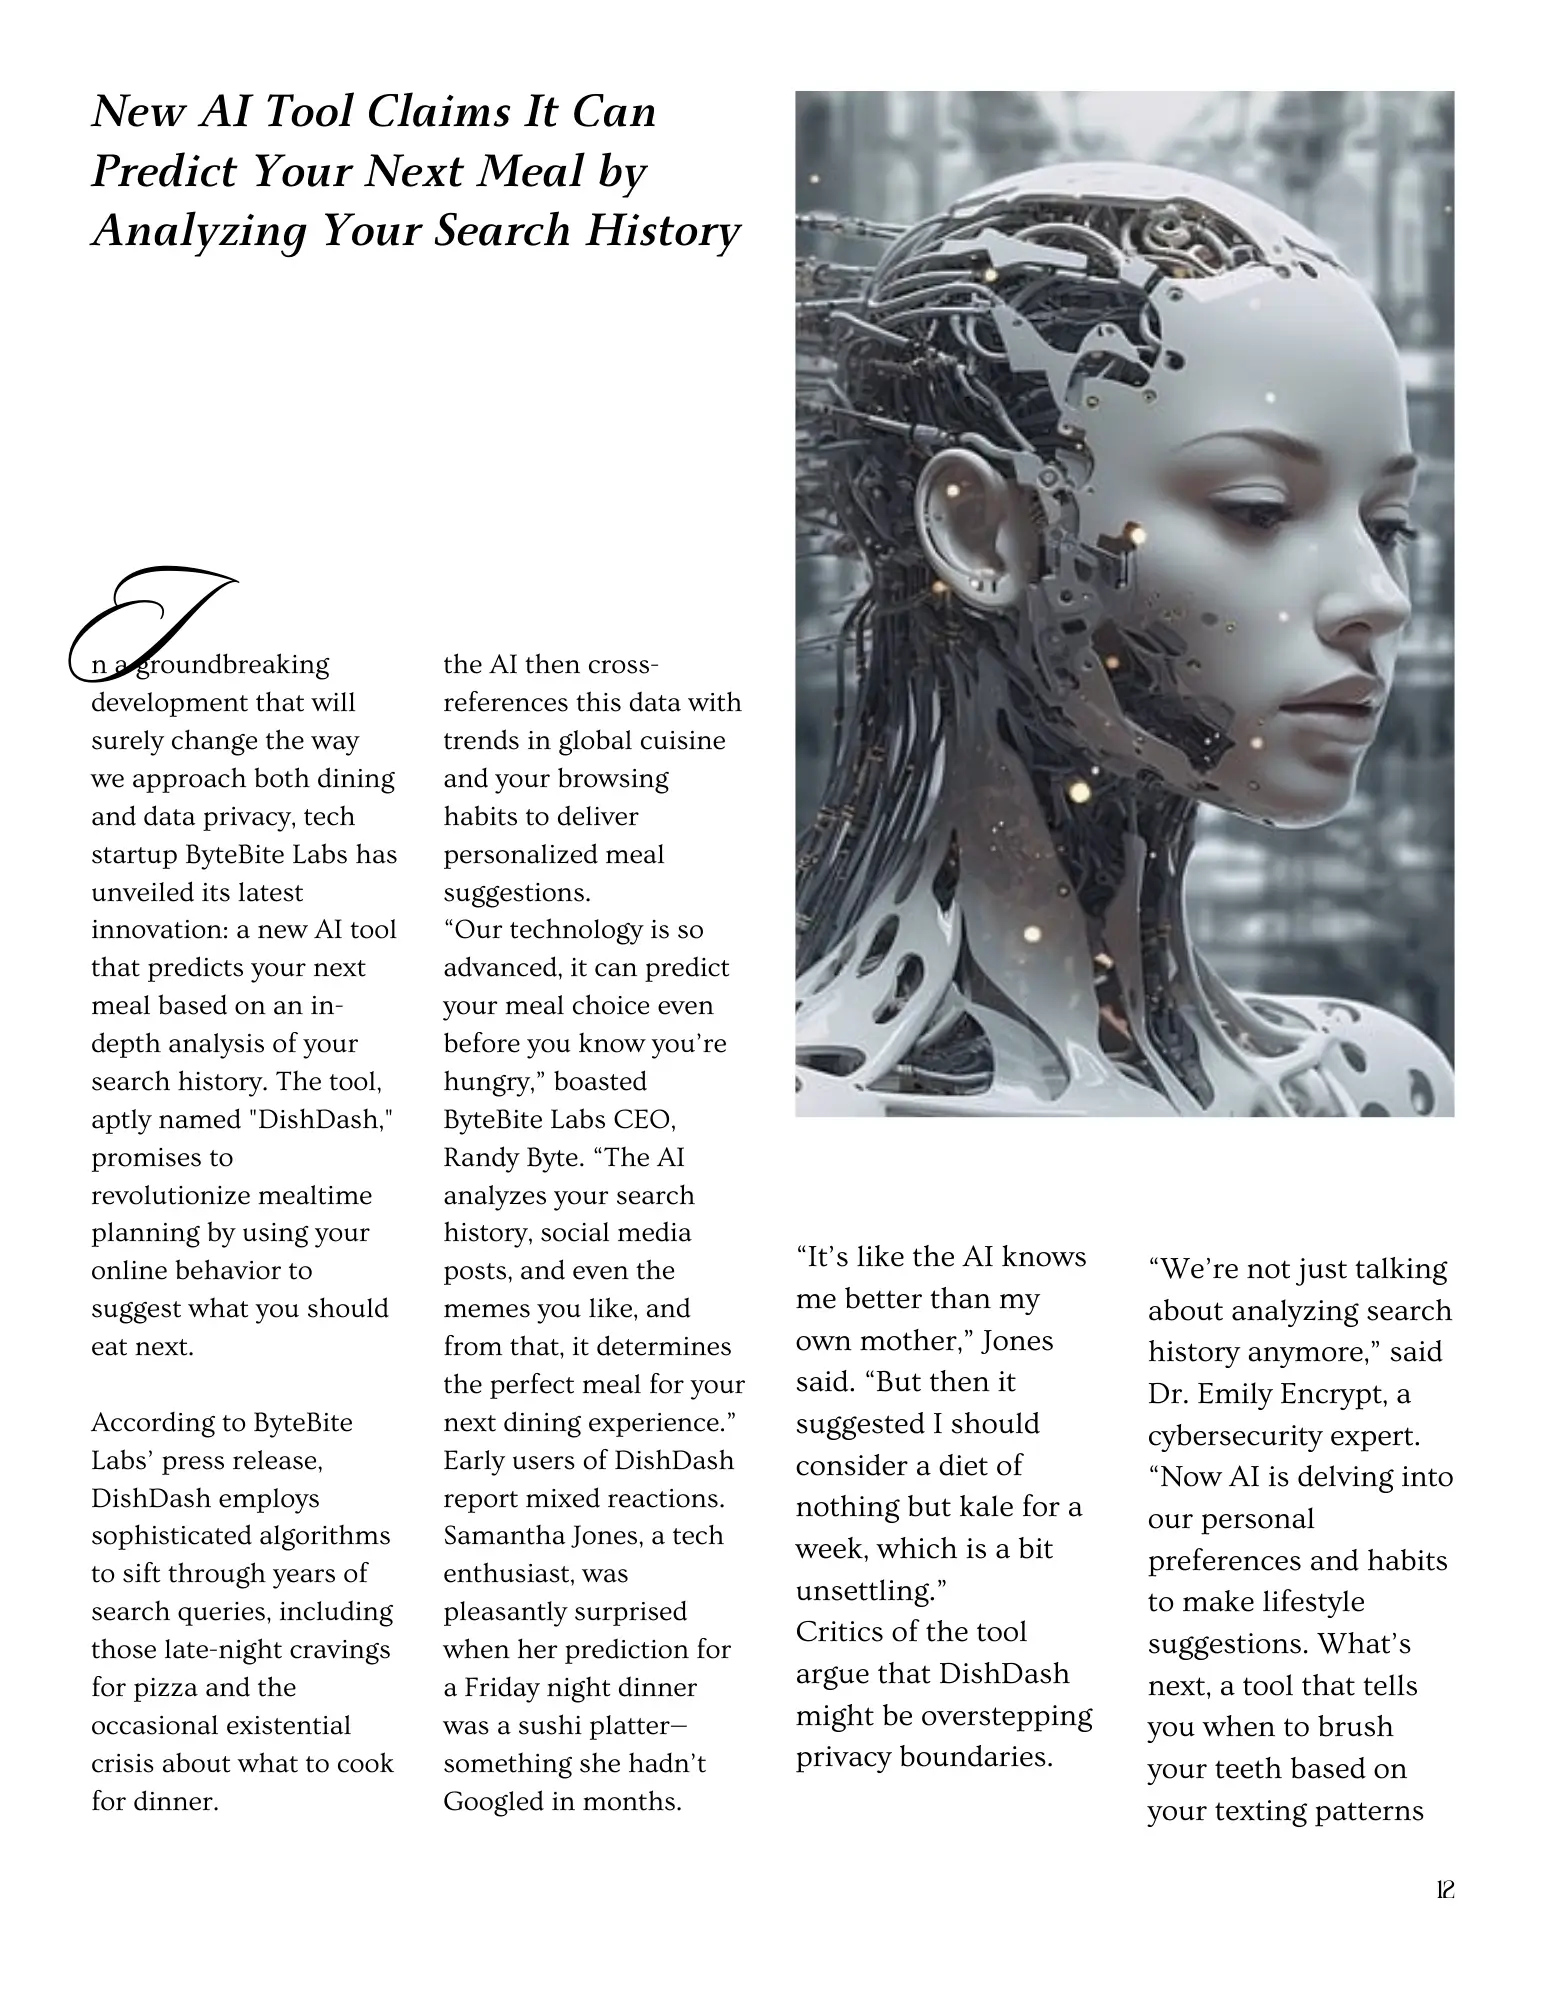 New AI Tool Claims It Can
Predict Your Next Meal by
Analyzing Your Search History
In a groundbreaking
development that will
surely change the way
we approach both dining
and data privacy, tech
startup ByteBite Labs has
unveiled its latest
innovation: a new AI tool
that predicts your next
meal based on an in-
depth analysis of your
search history. The tool,
aptly named "DishDash,"
promises to
revolutionize mealtime
planning by using your
online behavior to
suggest what you should
eat next.
According to ByteBite
Labs’ press release,
DishDash employs
sophisticated algorithms
to sift through years of
search queries, including
those late-night cravings
for pizza and the
occasional existential
crisis about what to cook
for dinner.
the AI then cross-
references this data with
trends in global cuisine
and your browsing
habits to deliver
personalized meal
suggestions.
“Our technology is so
advanced, it can predict
your meal choice even
before you know you’re
hungry,” boasted
ByteBite Labs CEO,
Randy Byte. “The AI
analyzes your search
history, social media
posts, and even the
memes you like, and
from that, it determines
the perfect meal for your
next dining experience.”
Early users of DishDash
report mixed reactions.
Samantha Jones, a tech
enthusiast, was
pleasantly surprised
when her prediction for
a Friday night dinner
was a sushi platter—
something she hadn’t
Googled in months.
“It’s like the AI knows
me better than my
own mother,” Jones
said. “But then it
suggested I should
consider a diet of
nothing but kale for a
week, which is a bit
unsettling.”
Critics of the tool
argue that DishDash
might be overstepping
privacy boundaries.
“We’re not just talking
about analyzing search
history anymore,” said
Dr. Emily Encrypt, a
cybersecurity expert.
“Now AI is delving into
our personal
preferences and habits
to make lifestyle
suggestions. What’s
next, a tool that tells
you when to brush
your teeth based on
your texting patterns
12